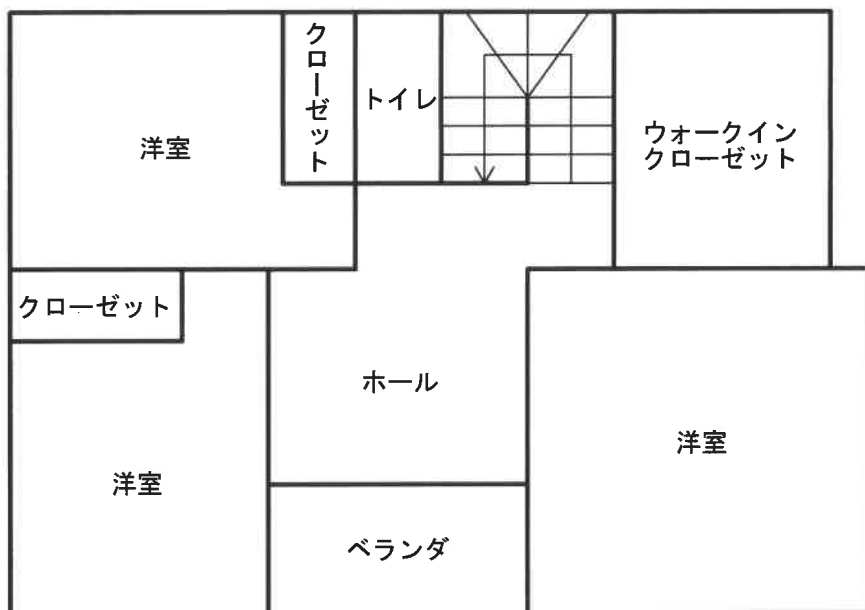 クローゼット
トイレ
洋室
ウォークイン
クローゼット
クローゼット
ホール
洋室
洋室
ベランダ